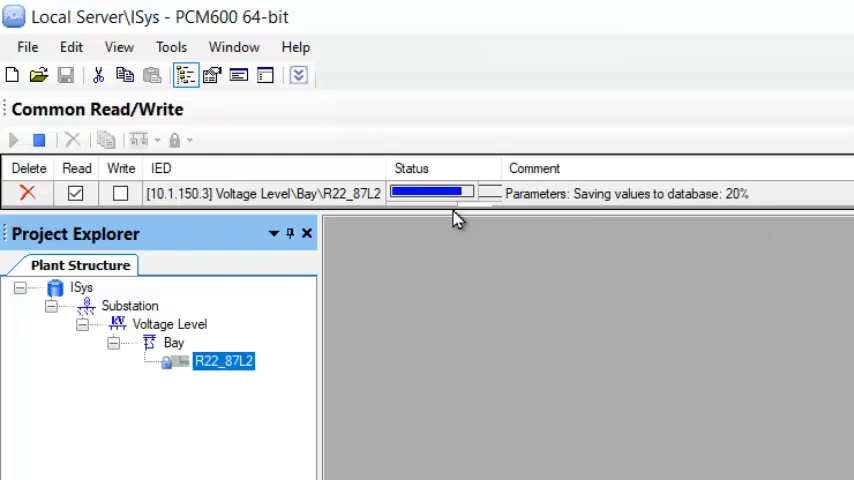 Local Server\ISys - PCM600 64-bit
File Edit View Tools Window Help
Common Read/Write
Delete Read Write IED Status Comment
[10.1.150.3] Voltage Level\Bay\R22_87L2 Parameters: Saving values to database: 20%
Project Explorer
Plant Structure
ISys
Substation
Voltage Level
Bay
R22_87L2